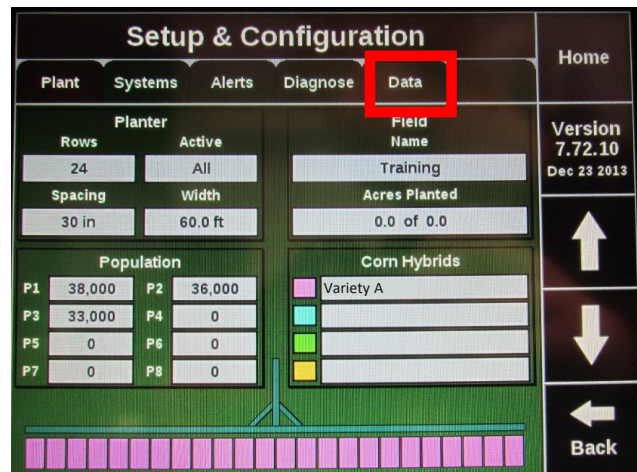 Setup & Configuration
Home
Plant Systems Alerts Diagnose Data
Version
7.72.10
Dec 23 2013
Planter
Rows Active
24 All
Spacing Width
30 in 60.0 ft
Field
Name
Training
Acres Planted
0.0 of 0.0
Population
P1 38,000 P2 36,000
P3 33,000 P4 0
P5 0 P6 0
P7 0 P8 0
Corn Hybrids
Variety A
Back